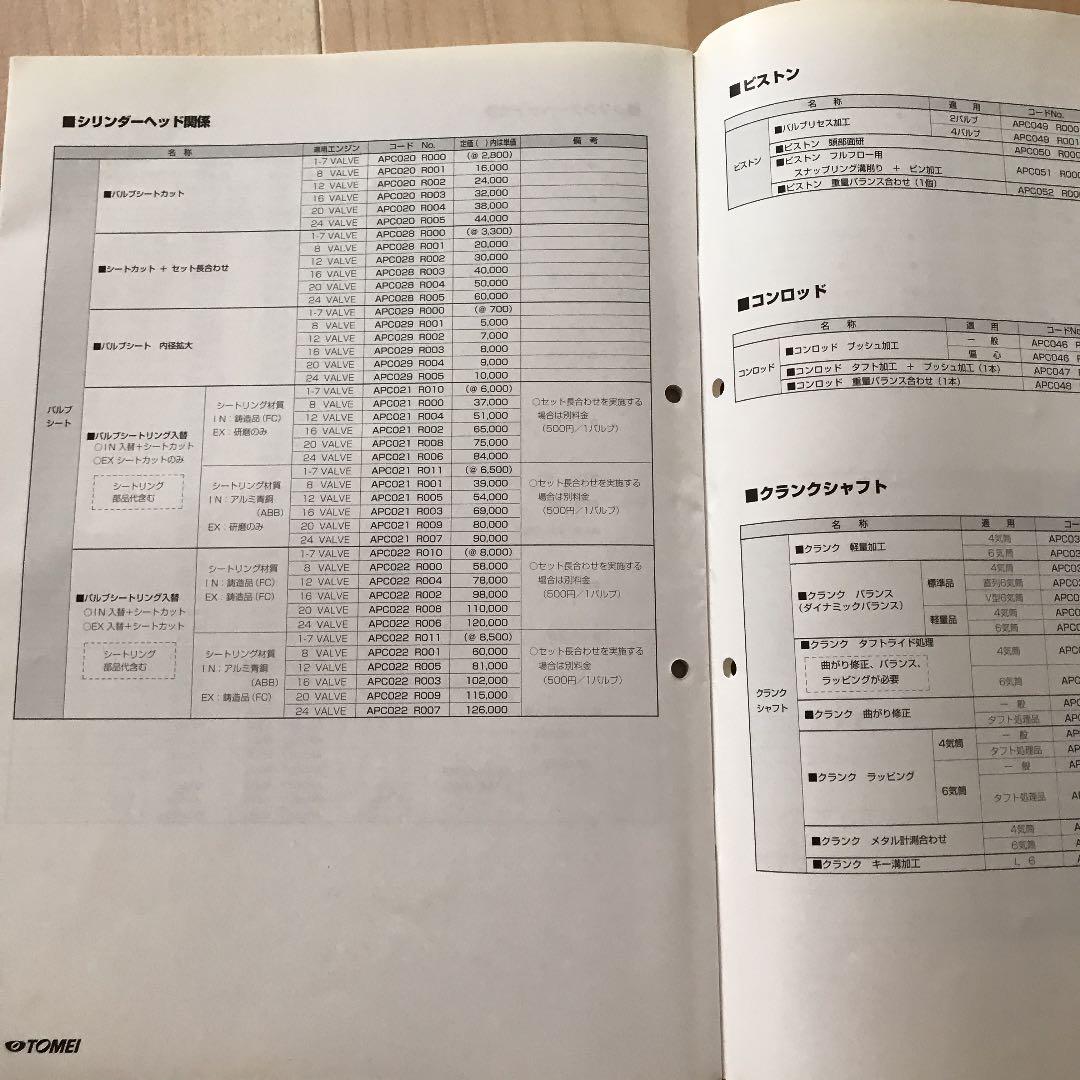 ■シリンダーヘッド関係
名 称 適用エンジン コード No. 定価( )内は単価 備 考
バルブ
シート
■バルブシートカット
1-7 VALVE APC020 R000 (@ 2,800)
8 VALVE APC020 R001 16,000
12 VALVE APC020 R002 24,000
16 VALVE APC020 R003 32,000
20 VALVE APC020 R004 38,000
24 VALVE APC020 R005 44,000
■シートカット + セット長合わせ
1-7 VALVE APC028 R000 (@ 3,300)
8 VALVE APC028 R001 20,000
12 VALVE APC028 R002 30,000
16 VALVE APC028 R003 40,000
20 VALVE APC028 R004 50,000
24 VALVE APC028 R005 60,000
■バルブシート 内径拡大
1-7 VALVE APC029 R000 (@ 700)
8 VALVE APC029 R001 5,000
12 VALVE APC029 R002 7,000
16 VALVE APC029 R003 8,000
20 VALVE APC029 R004 9,000
24 VALVE APC029 R005 10,000
■バルブシートリング入替
○IN 入替+シートカット
○EX シートカットのみ
シートリング
部品代含む
シートリング材質
IN:鋳造品(FC)
EX:研磨のみ
1-7 VALVE APC021 R010 (@ 6,000)
8 VALVE APC021 R000 37,000
12 VALVE APC021 R004 51,000
16 VALVE APC021 R002 65,000
20 VALVE APC021 R008 75,000
24 VALVE APC021 R006 84,000
○セット長合わせを実施する
場合は別料金
(500円/1バルブ)
シートリング材質
IN:アルミ青銅
(ABB)
EX:研磨のみ
1-7 VALVE APC021 R011 (@ 6,500)
8 VALVE APC021 R001 39,000
12 VALVE APC021 R005 54,000
16 VALVE APC021 R003 69,000
20 VALVE APC021 R009 80,000
24 VALVE APC021 R007 90,000
○セット長合わせを実施する
場合は別料金
(500円/1バルブ)
■バルブシートリング入替
○IN 入替+シートカット
○EX 入替+シートカット
シートリング
部品代含む
シートリング材質
IN:鋳造品(FC)
EX:鋳造品(FC)
1-7 VALVE APC022 R010 (@ 8,000)
8 VALVE APC022 R000 58,000
12 VALVE APC022 R004 78,000
16 VALVE APC022 R002 98,000
20 VALVE APC022 R008 110,000
24 VALVE APC022 R006 120,000
○セット長合わせを実施する
場合は別料金
(500円/1バルブ)
シートリング材質
IN:アルミ青銅
(ABB)
EX:鋳造品(FC)
1-7 VALVE APC022 R011 (@ 8,500)
8 VALVE APC022 R001 60,000
12 VALVE APC022 R005 81,000
16 VALVE APC022 R003 102,000
20 VALVE APC022 R009 115,000
24 VALVE APC022 R007 126,000
○セット長合わせを実施する
場合は別料金
(500円/1バルブ)
TOMEI
■ピストン
名 称 適 用 コードNo.
ピストン
■バルブリセス加工 2バルブ APC049 R000
4バルブ APC049 R001
■ピストン 頭部面研 APC050 R000
■ピストン フルフロー用
スナップリング溝削り + ピン加工 APC051 R000
■ピストン 重量バランス合わせ(1個) APC052 R000
■コンロッド
名 称 適 用 コードNo
コンロッド
■コンロッド ブッシュ加工 一 般 APC046 R
偏 心 APC046 R
■コンロッド タフト加工 + ブッシュ加工(1本) APC047 R
■コンロッド 重量バランス合わせ(1本) APC048
■クランクシャフト
名 称 適 用 コー
クランク
シャフト
■クランク 軽量加工 4気筒 APC03
6気筒 APC03
■クランク バランス
(ダイナミックバランス)
標準品 4気筒 APC03
直列6気筒 APC03
V型6気筒 APC03
軽量品 4気筒 APC03
6気筒 APC03
■クランク タフトライド処理
曲がり修正、バランス、
ラッピングが必要
4気筒 APC0
6気筒 APC
■クランク 曲がり修正 一 般 APC
タフト処理品 APC
■クランク ラッピング
4気筒 一 般 AP
タフト処理品 AP
6気筒 一 般 AP
タフト処理品 A
■クランク メタル計測合わせ 4気筒 A
6気筒 A
■クランク キー溝加工 L 6